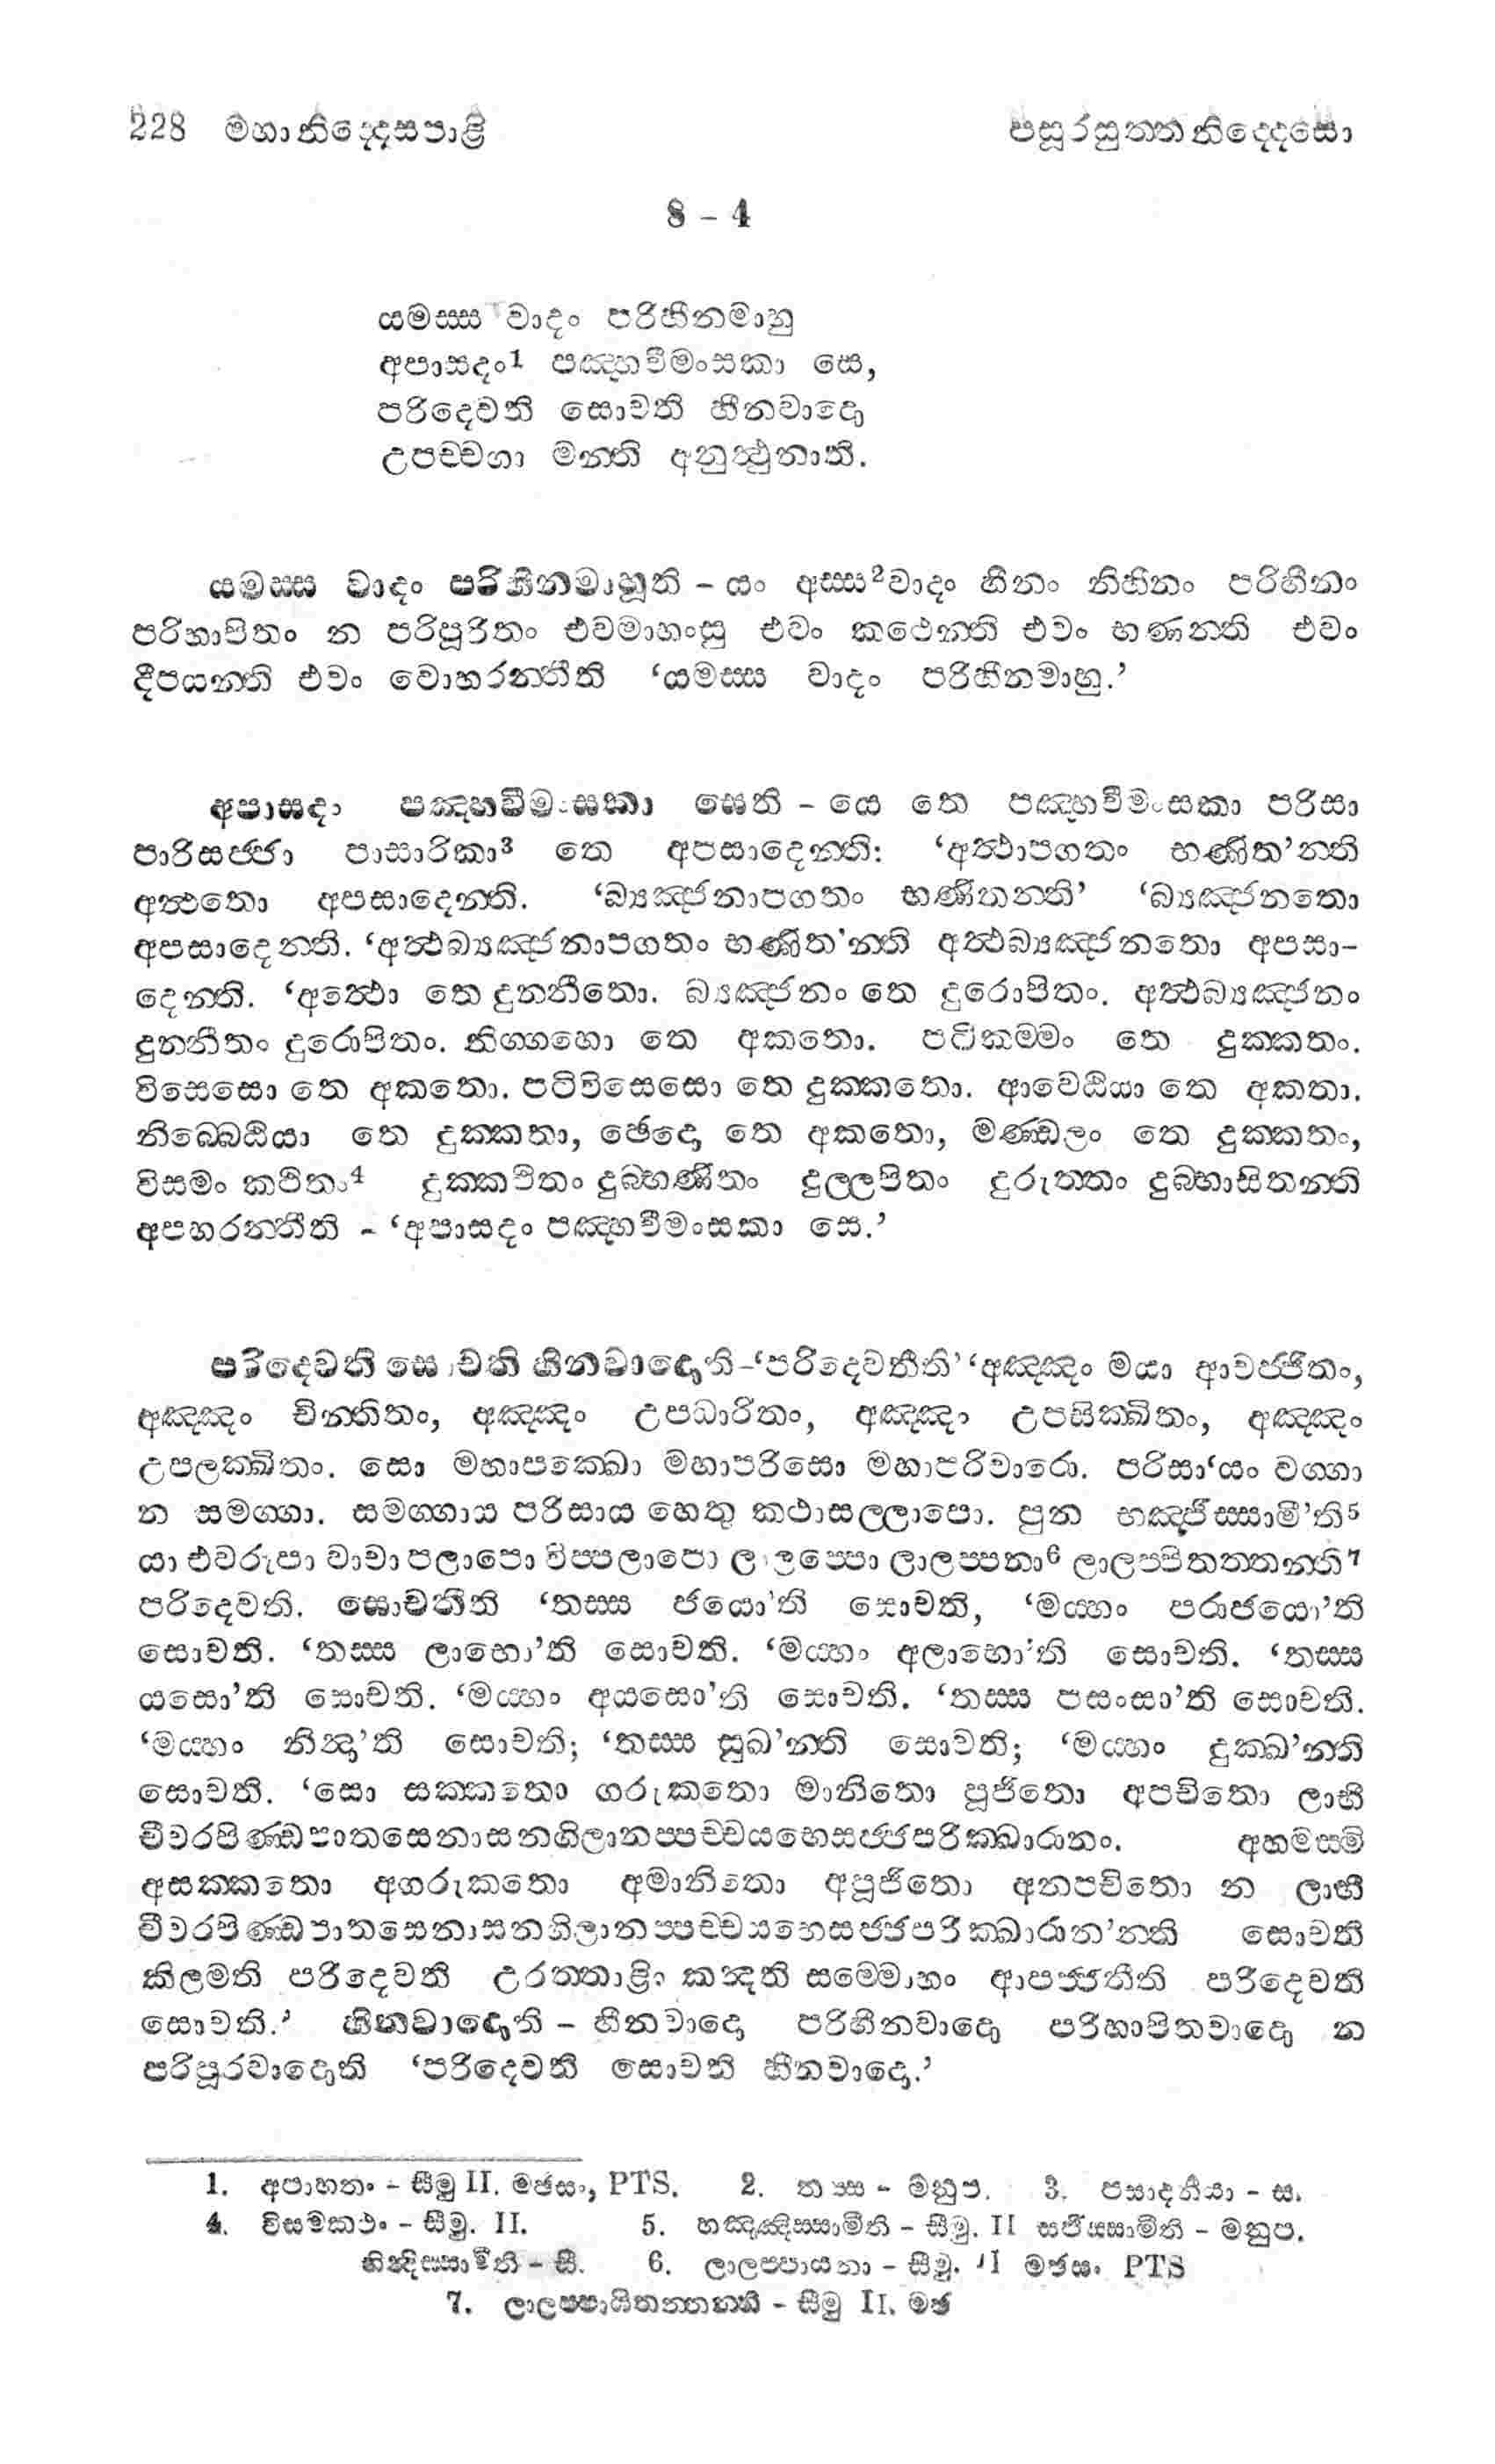 228 මහානිද්දෙසපාළි පසූරසුත්තනිද්දෙසො
8 – 4
යමස්ස වාදං පරිහීනමාහු
අපාසදං1 පඤ්හවීමංසකා සෙ,
පරිදෙවති සොචති හීනවාදො
උපච්චගා මන්ති අනුත්ථුනාති.
යමස්ස වාදං පරිහීනමාහූති – යං අස්ස2වාදං හීනං නිහීනං පරිහීනං
පරිහාපිතං න පරිපූරිතං එවමාහංසු එවං කථෙන්ති එවං භණන්ති එවං
දීපයන්ති එවං වොහරන්තීති ‘යමස්ස වාදං පරිහීනමාහු.’
අපාසදං පඤ්හවීමංසකා සෙති – යෙ තෙ පඤ්හවීමංසකා පරිසා
පාරිසජ්ජා පාසාරිකා3 තෙ අපසාදෙන්ති: ‘අත්ථාපගතං භණිත’න්ති
අත්ථතො අපසාදෙන්ති. ‘බ්‍යඤ්ජනාපගතං භණිතන්ති’ ‘බ්‍යඤ්ජනතො
අපසාදෙන්ති. ‘අත්ථබ්‍යඤ්ජනාපගතං භණිත’න්ති අත්ථබ්‍යඤ්ජනතො අපසා–
දෙන්ති. ‘අත්ථො තෙ දුන්නීතො. බ්‍යඤ්ජනං තෙ දුරොපිතං. අත්ථබ්‍යඤ්ජනං
දුන්නීතං දුරොපිතං. නිග්ගහො තෙ අකතො. පටිකම්මං තෙ දුක්කතං.
විසෙසො තෙ අකතො. පටිවිසෙසො තෙ දුක්කතො. ආවෙඨියා තෙ අකතා.
නිබ්බෙඨියා තෙ දුක්කතා, ඡෙදො තෙ අකතො, මණ්ඩලං තෙ දුක්කතං,
විසමං කථිතං4 දුක්කථිතං දුබ්භණිතං දුල්ලපිතං දුරුත්තං දුබ්භාසිතන්ති
අපහරන්තීති – ‘අපාසදං පඤ්හවීමංසකා සෙ.’
පරිදෙවති සොචති හීනවාදොති–‘පරිදෙවතීති’ ‘අඤ්ඤං මයා ආවජ්ජිතං,
අඤ්ඤං චින්තිතං, අඤ්ඤං උපධාරිතං, අඤ්ඤං උපසික්ඛිතං, අඤ්ඤං
උපලක්ඛිතං. සො මහාපක්ඛො මහාපරිසො මහාපරිවාරො. පරිසා‘යං වග්ගා
න සමග්ගා. සමග්ගාය පරිසාය හෙතු කථාසල්ලාපො. පුන භඤ්ජිස්සාමී’ති5
යා එවරූපා වාචා පලාපො විප්පලාපො ලාලප්පො ලාලප්පනා6 ලාලප්පිතත්තන්ති7
පරිදෙවති. සොචතීති ‘තස්ස ජයො’ති සොචති, ‘මය්හං පරාජයො’ති
සොචති. ‘තස්ස ලාභො’ති සොචති. ‘මය්හං අලාභො’ති සොචති. ‘තස්ස
යසො’ති සොචති. ‘මය්හං අයසො’ති සොචති. ‘තස්ස පසංසා’ති සොචති.
‘මය්හං නින්දා’ති සොචති; ‘තස්ස සුඛ’න්ති සොචති; ‘මය්හං දුක්ඛ’න්ති
සොචති. ‘සො සක්කතො ගරුකතො මානිතො පූජිතො අපචිතො ලාභී
චීවරපිණ්ඩපාතසෙනාසනගිලානප්පච්චයභෙසජ්ජපරික්ඛාරානං. අහමස්මි
අසක්කතො අගරුකතො අමානිතො අපූජිතො අනපචිතො න ලාභී
චීවරපිණ්ඩපාතසෙනාසනගිලානප්පච්චයභෙසජ්ජපරික්ඛාරාන’න්ති සොචති
කිලමති පරිදෙවති උරත්තාළිං කන්දති සම්මොහං ආපජ්ජතීති පරිදෙවති
සොචති.’ හීනවාදොති – හීනවාදො පරිහීනවාදො පරිහාපිතවාදො න
පරිපූරවාදොති ‘පරිදෙවති සොචති හීනවාදො.’
1. අපාහතං – සීමු II. මඡසං, PTS. 2. තස්ස – මනුප. 3. පසාදනීයා – ස.
4. විසමකථං – සීමු. II. 5. භඤ්ඤිස්සාමීති – සීමු. II – මනුප.
– සී. 6. ලාලප්පායනා – සීමු. II මඡසං PTS
7. ලාලප්පායිතත්තන්ති – සීමු II. මඡ